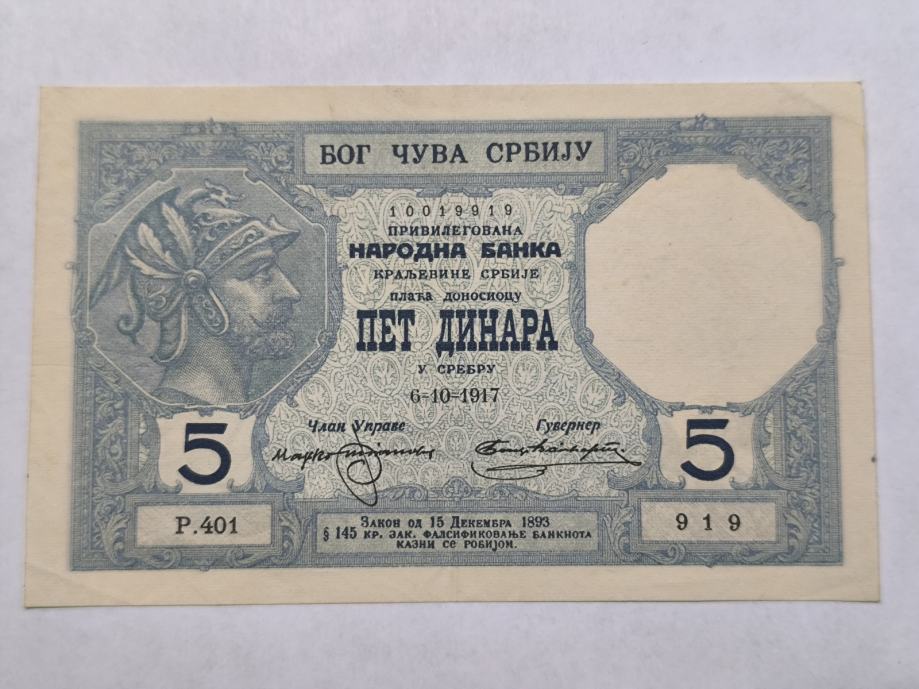 БОГ ЧУВА СРБИЈУ
10019919
ПРИВИЛЕГОВАНА
НАРОДНА БАНКА
КРАЉЕВИНЕ СРБИЈЕ
ПЛАЋА ДОНОСИОЦУ
ПЕТ ДИНАРА
У СРЕБРУ
6-10-1917
Члан Управе
Гувернер
5
5
Р.401
919
ЗАКОН ОД 15 ДЕКЕМБРА 1893
§ 145 КР. ЗАК. ФАЛСИФИКОВАЊЕ БАНКНОТА
КАЗНИ СЕ РОБИЈОМ.